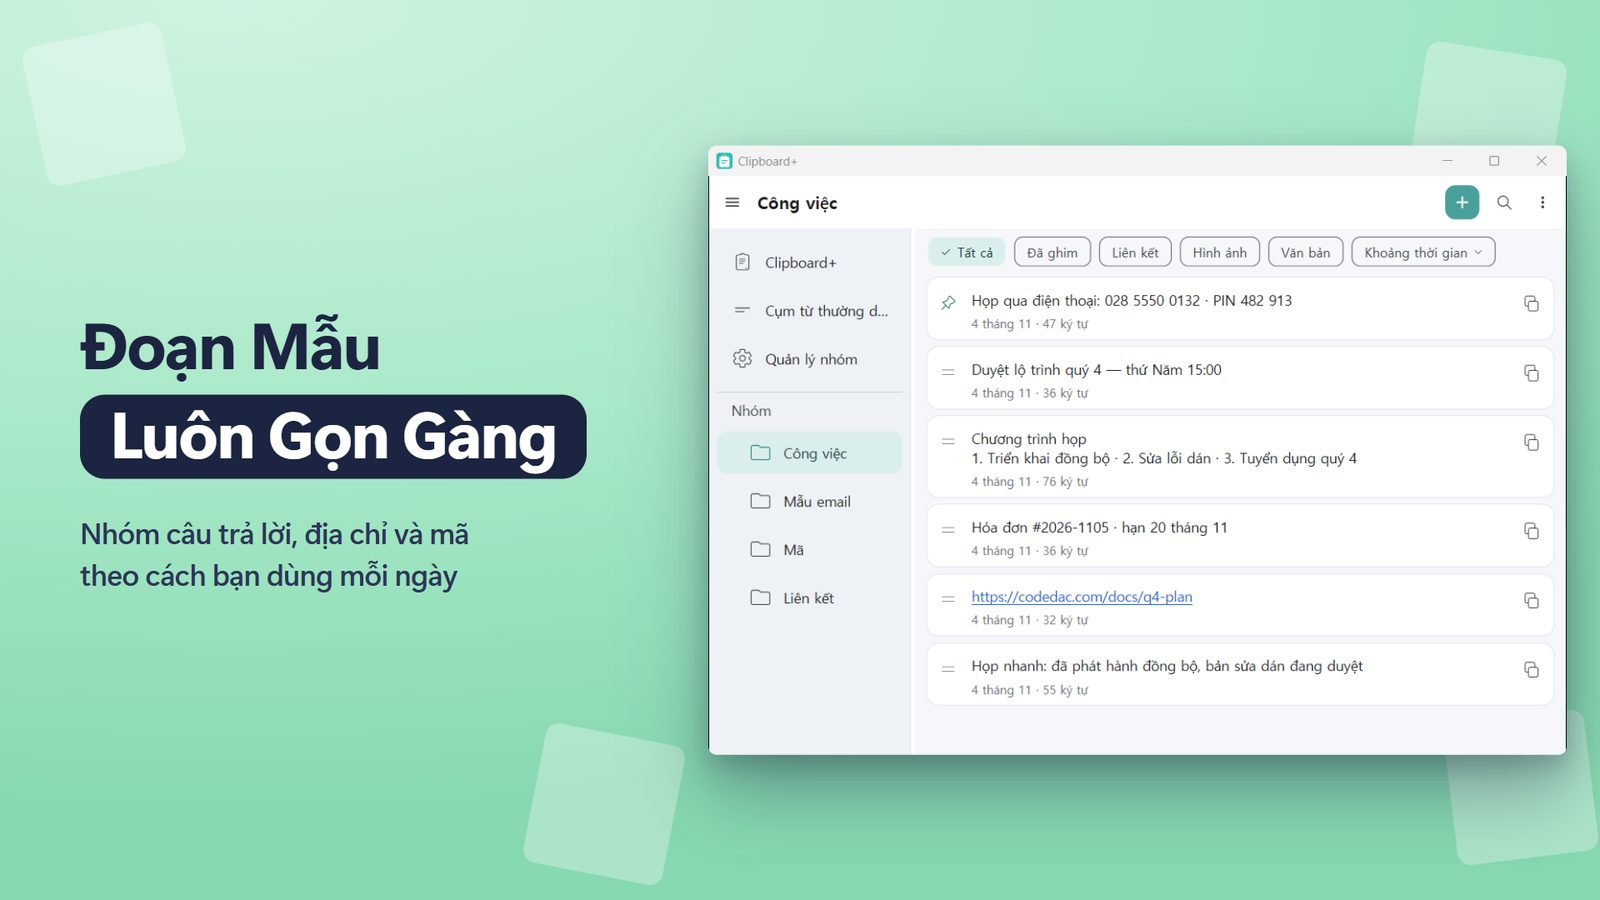 Đoạn Mẫu
Luôn Gọn Gàng
Nhóm câu trả lời, địa chỉ và mã
theo cách bạn dùng mỗi ngày
Clipboard+
Công việc
Clipboard+
Cụm từ thường d...
Quản lý nhóm
Nhóm
Công việc
Mẫu email
Mã
Liên kết
Tất cả
Đã ghim
Liên kết
Hình ảnh
Văn bản
Khoảng thời gian
Họp qua điện thoại: 028 5550 0132 · PIN 482 913
4 tháng 11 · 47 ký tự
Duyệt lộ trình quý 4 — thứ Năm 15:00
4 tháng 11 · 36 ký tự
Chương trình họp
1. Triển khai đồng bộ · 2. Sửa lỗi dán · 3. Tuyển dụng quý 4
4 tháng 11 · 76 ký tự
Hóa đơn #2026-1105 · hạn 20 tháng 11
4 tháng 11 · 36 ký tự
https://codedac.com/docs/q4-plan
4 tháng 11 · 32 ký tự
Họp nhanh: đã phát hành đồng bộ, bản sửa dán đang duyệt
4 tháng 11 · 55 ký tự